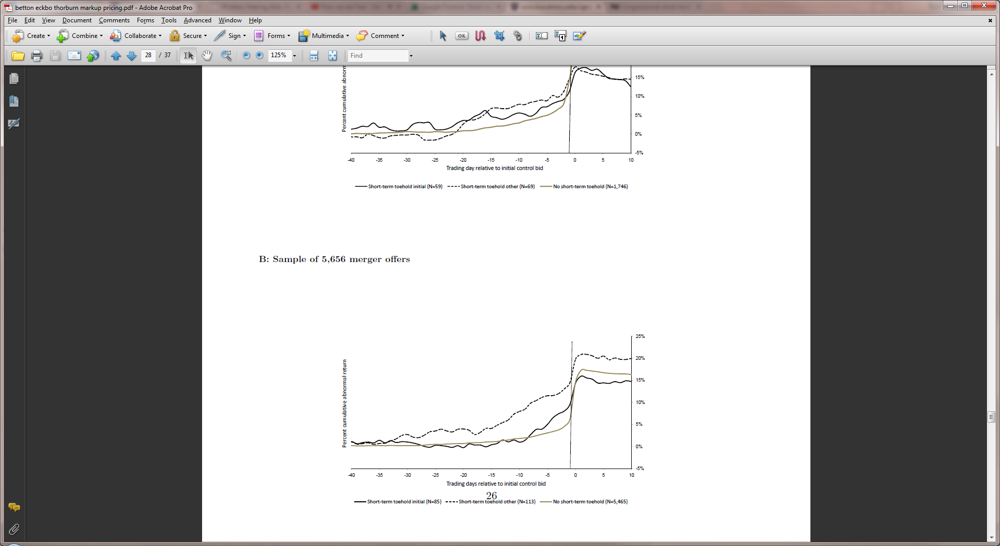 betton eckbo thorburn markup pricing.pdf - Adobe Acrobat Pro
File Edit View Document Comments Forms Tools Advanced Window Help
Create Combine Collaborate Secure Sign Forms Multimedia Comment OK
28 / 37 125% Find
Percent cumulative abnorm
15%
10%
5%
0%
-5%
-40 -35 -30 -25 -20 -15 -10 -5 0 5 10
Trading day relative to initial control bid
Short-term toehold initial (N=59) Short-term toehold other (N=69) No short-term toehold (N=1,746)
B: Sample of 5,656 merger offers
Percent cumulative abnormal return
25%
20%
15%
10%
5%
0%
-5%
-40 -35 -30 -25 -20 -15 -10 -5 0 5 10
Trading days relative to initial control bid
26
Short-term toehold initial (N=85) Short-term toehold other (N=113) No short-term toehold (N=5,465)